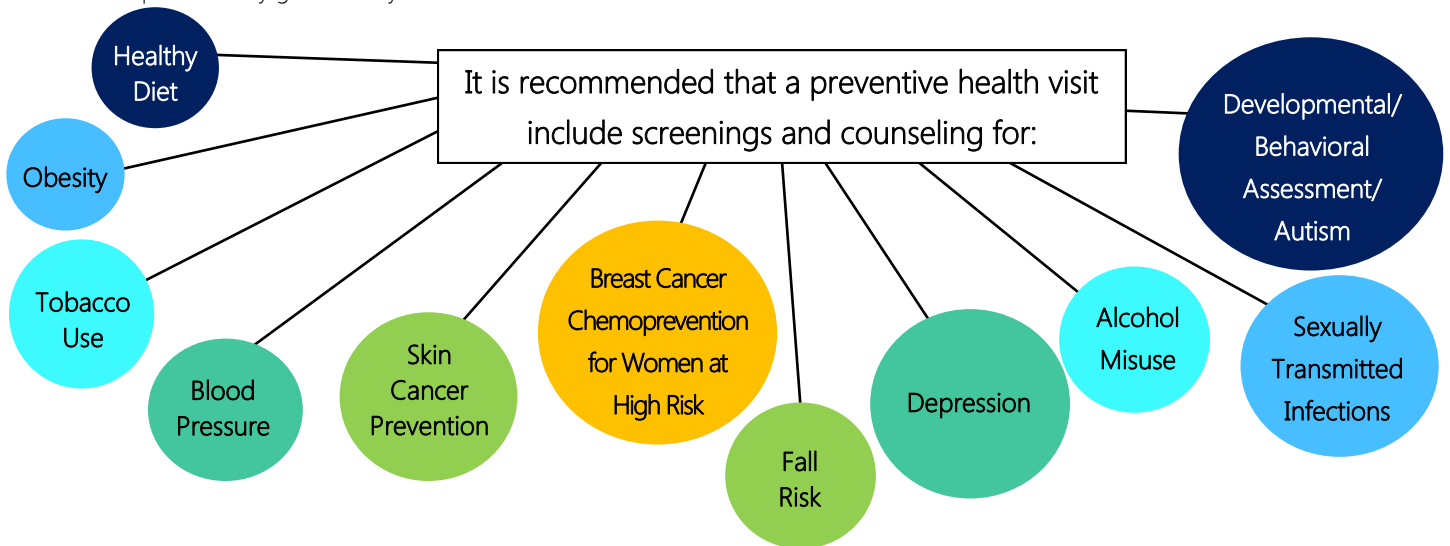 It is recommended that a preventive health visit
include screenings and counseling for:
Healthy
Diet
Obesity
Tobacco
Use
Blood
Pressure
Skin
Cancer
Prevention
Breast Cancer
Chemoprevention
for Women at
High Risk
Fall
Risk
Depression
Alcohol
Misuse
Sexually
Transmitted
Infections
Developmental/
Behavioral
Assessment/
Autism